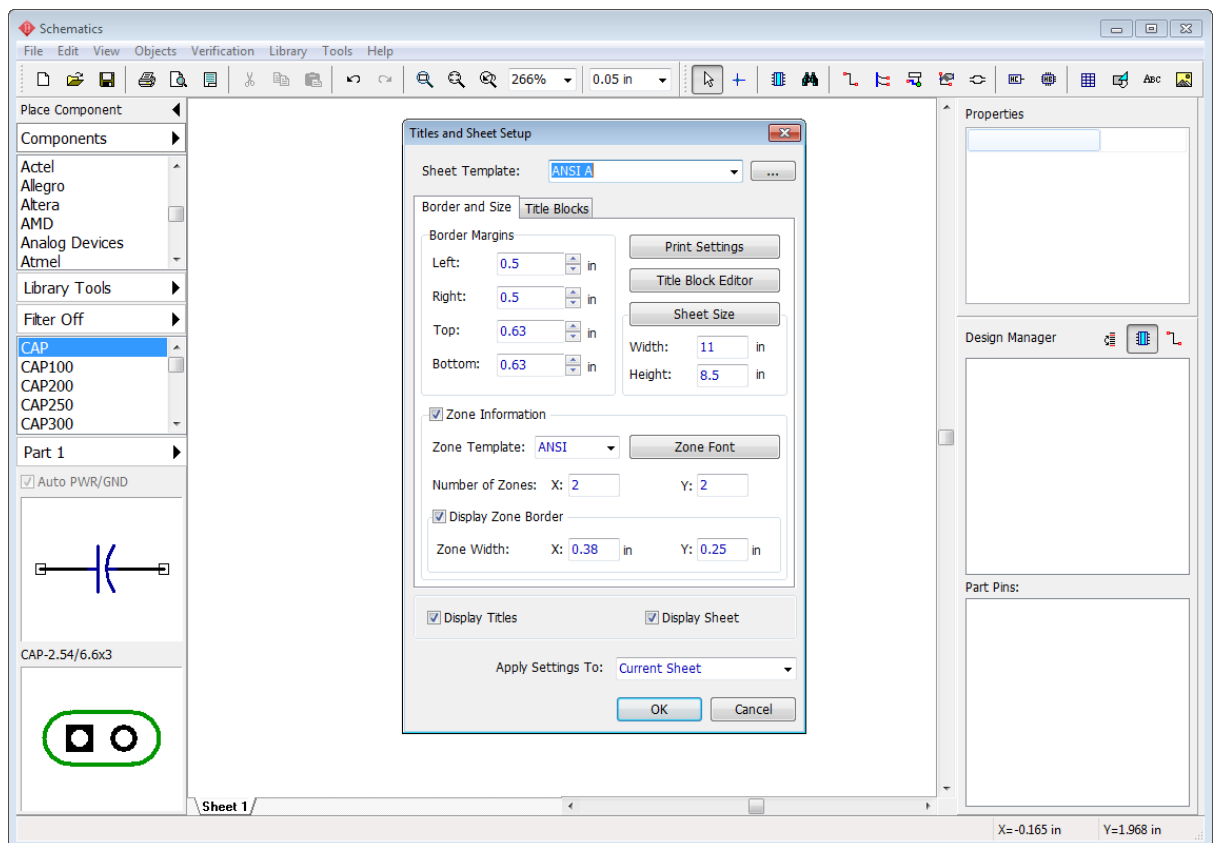 Schematics
File Edit View Objects Verification Library Tools Help
266% 0.05 in ABC
Place Component
Components
Actel
Allegro
Altera
AMD
Analog Devices
Atmel
Library Tools
Filter Off
CAP
CAP100
CAP200
CAP250
CAP300
Part 1
Auto PWR/GND
CAP-2.54/6.6x3
Titles and Sheet Setup
Sheet Template: ANSI A ...
Border and Size Title Blocks
Border Margins
Left: 0.5 in
Right: 0.5 in
Top: 0.63 in
Bottom: 0.63 in
Print Settings
Title Block Editor
Sheet Size
Width: 11 in
Height: 8.5 in
Zone Information
Zone Template: ANSI Zone Font
Number of Zones: X: 2 Y: 2
Display Zone Border
Zone Width: X: 0.38 in Y: 0.25 in
Display Titles Display Sheet
Apply Settings To: Current Sheet
OK Cancel
Sheet 1
Properties
Design Manager
Part Pins:
X=-0.165 in Y=1.968 in